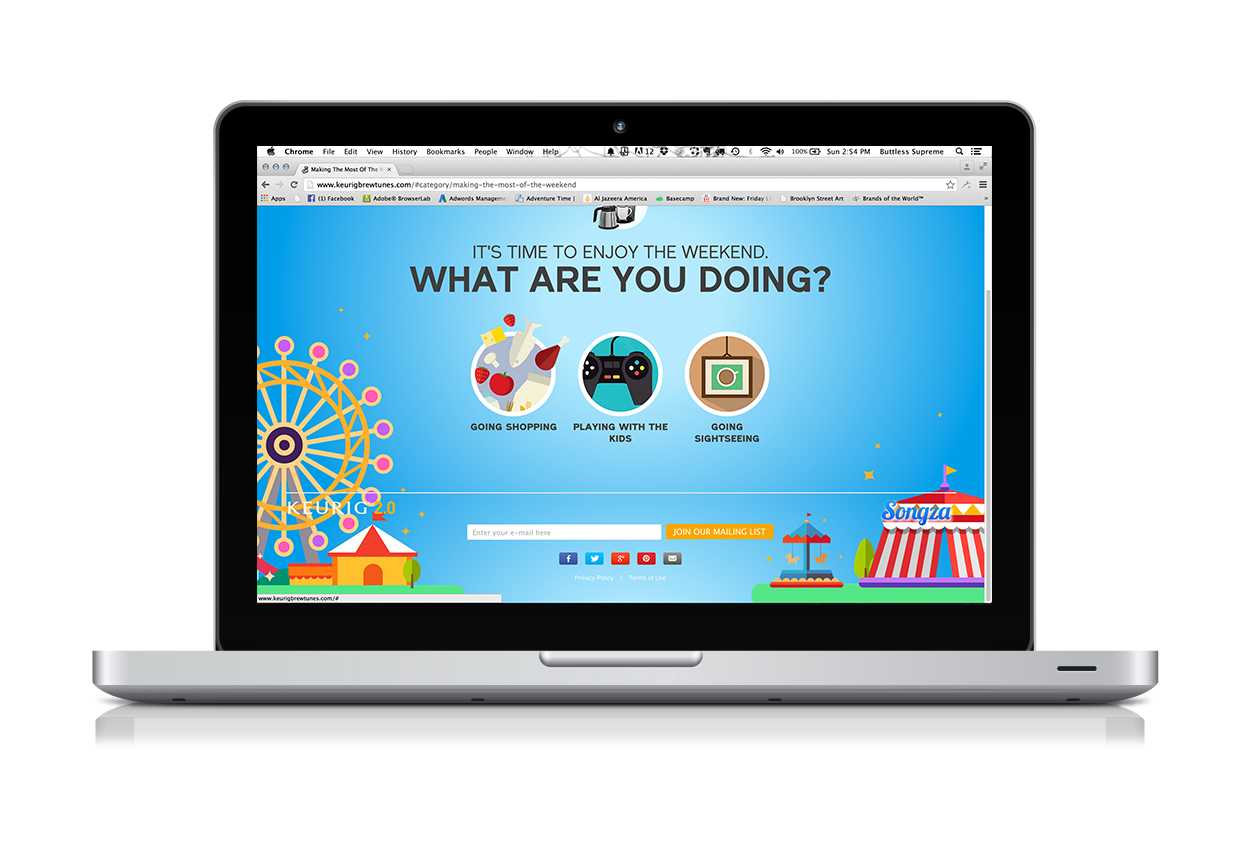 Chrome File Edit View History Bookmarks People Window Help 12 100% Sun 2:54 PM Buttless Supreme
Making The Most Of The
www.keurigbrewtunes.com/#category/making-the-most-of-the-weekend
Apps (1) Facebook Adobe® BrowserLab Adwords Manageme Adventure Time | Al Jazeera America Basecamp Brand New: Friday Li Brooklyn Street Art Brands of the World™ »
IT'S TIME TO ENJOY THE WEEKEND.
WHAT ARE YOU DOING?
GOING SHOPPING
PLAYING WITH THE
KIDS
GOING
SIGHTSEEING
KEURIG 2.0
Songza
Enter your e-mail here
JOIN OUR MAILING LIST
Privacy Policy | Terms of Use
www.keurigbrewtunes.com/#